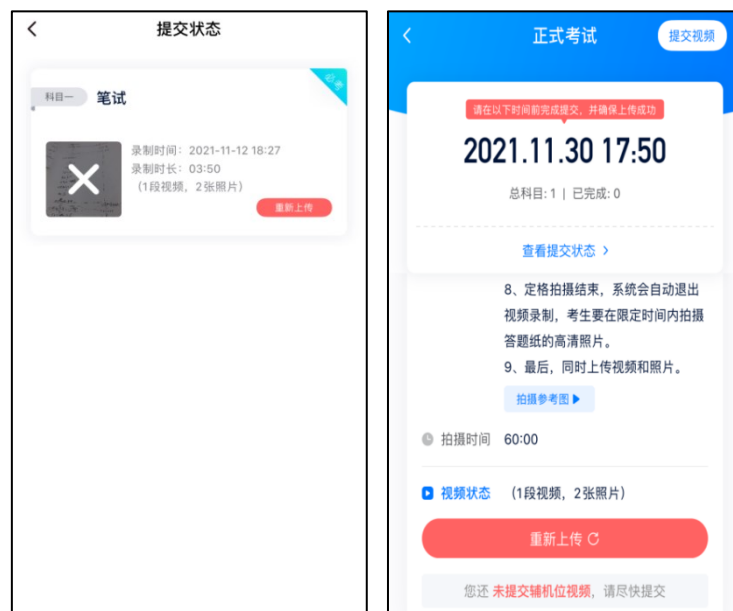 提交状态
必考
科目一 笔试
录制时间：2021-11-12 18:27
录制时长：03:50
（1段视频，2张照片）
重新上传
正式考试
提交视频
请在以下时间前完成提交，并确保上传成功
2021.11.30 17:50
总科目: 1 | 已完成: 0
查看提交状态
8、定格拍摄结束，系统会自动退出
视频录制，考生要在限定时间内拍摄
答题纸的高清照片。
9、最后，同时上传视频和照片。
拍摄参考图
拍摄时间 60:00
视频状态 （1段视频，2张照片）
重新上传
您还 未提交辅机位视频，请尽快提交